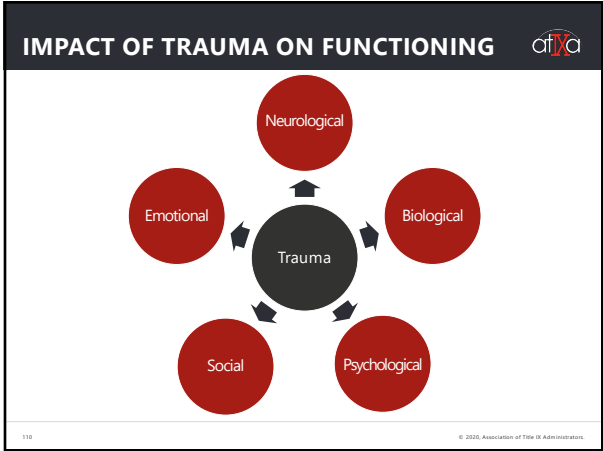 IMPACT OF TRAUMA ON FUNCTIONING
atIXa
Neurological
Emotional
Biological
Trauma
Social
Psychological
110
© 2020, Association of Title IX Administrators